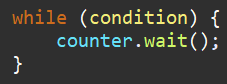 while (condition) {
    counter.wait();
}